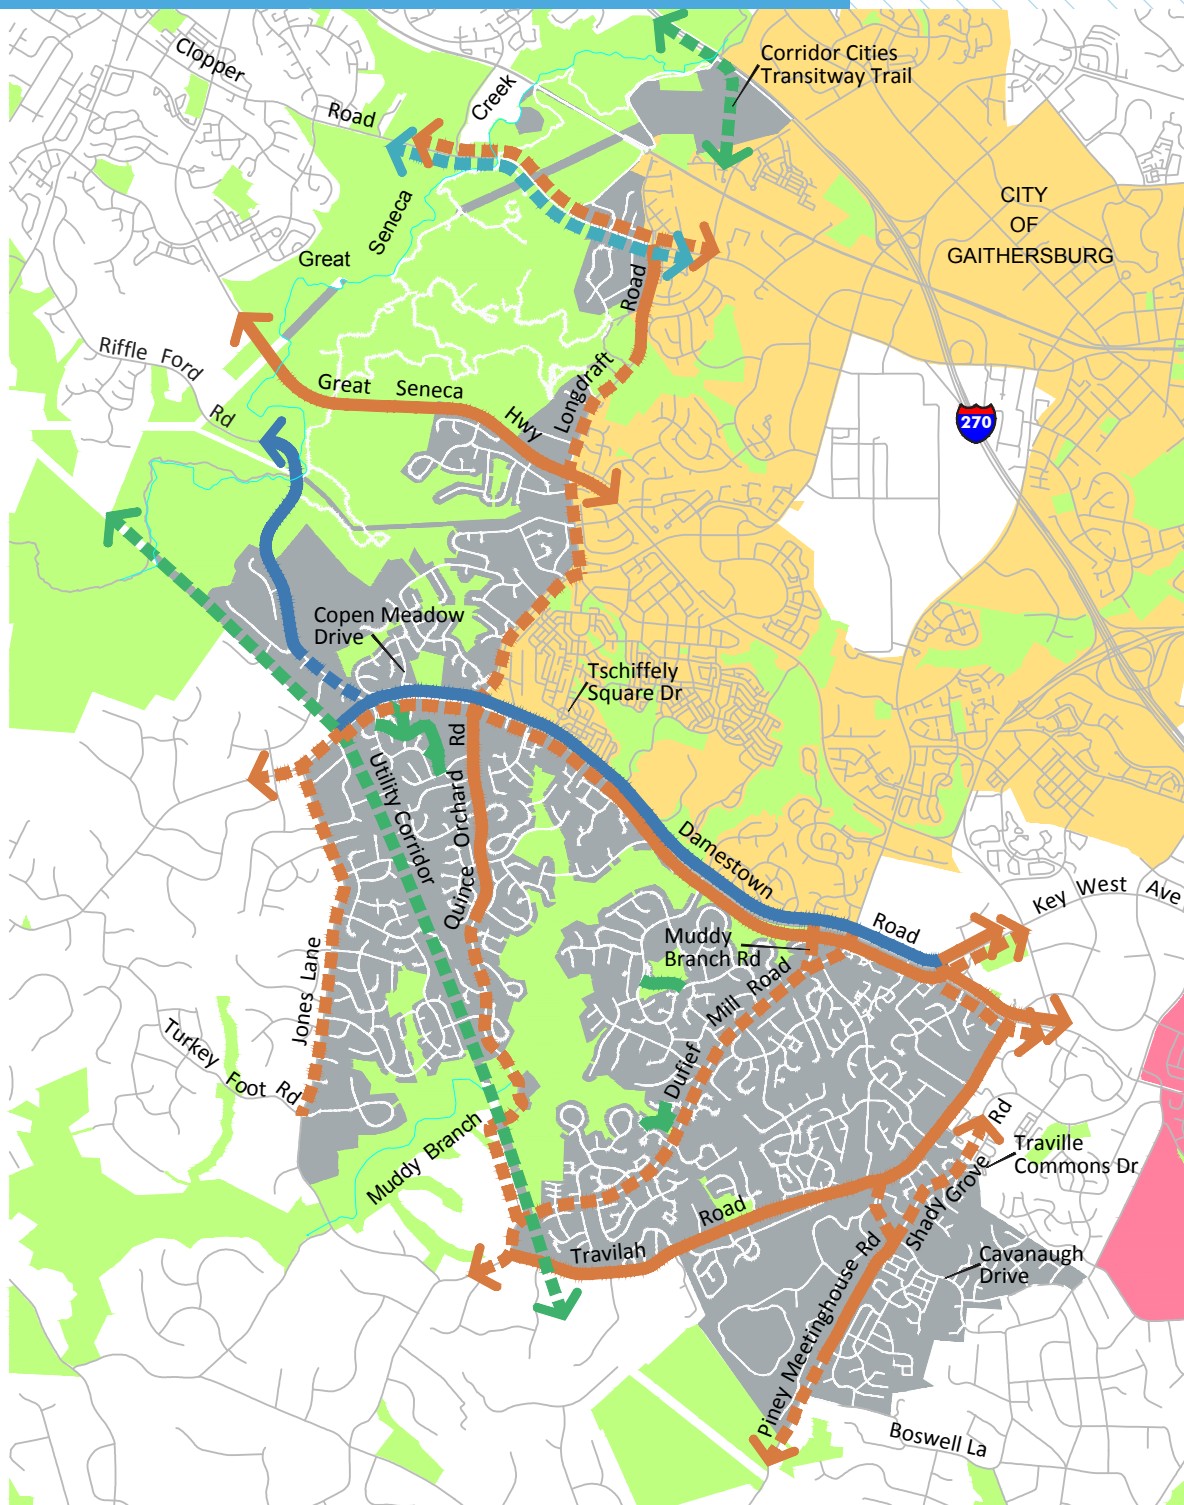 Corridor Cities
Transitway Trail
Clopper
Road
Creek
Seneca
Great
CITY
OF
GAITHERSBURG
Road
Longdraft
Riffle Ford
Rd
Great Seneca
Hwy
270
Copen Meadow
Drive
Tschiffely
Square Dr
Utility Corridor
Quince Orchard Rd
Damestown
Road
Key West Ave
Muddy
Branch Rd
Dufief Mill Road
Jones Lane
Turkey Foot Rd
Muddy Branch
Travilah
Road
Shady Grove Rd
Traville
Commons Dr
Cavanaugh
Drive
Piney Meetinghouse Rd
Boswell La